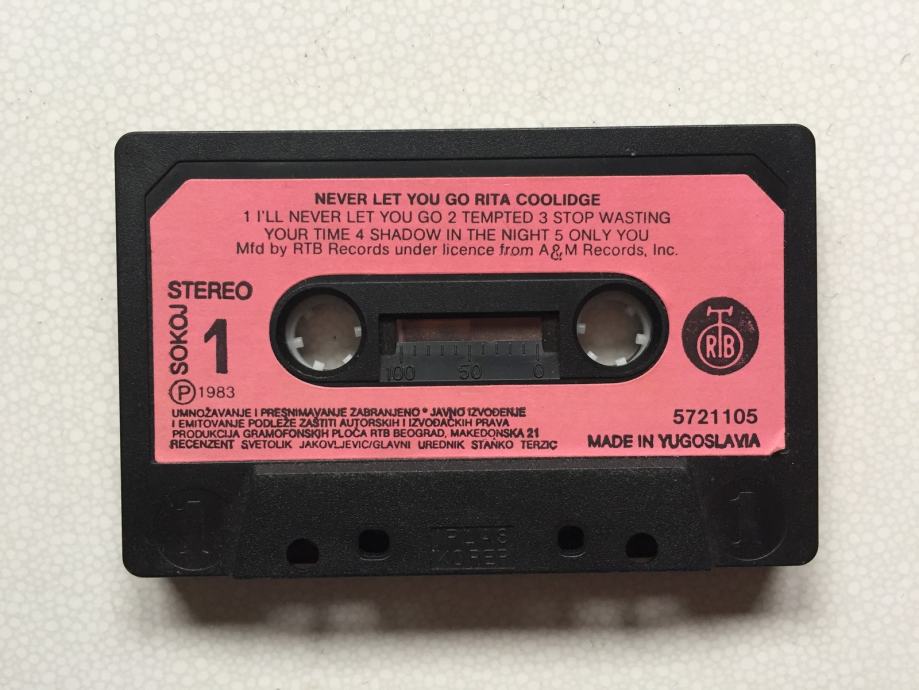 NEVER LET YOU GO RITA COOLIDGE
1 I'LL NEVER LET YOU GO 2 TEMPTED 3 STOP WASTING
YOUR TIME 4 SHADOW IN THE NIGHT 5 ONLY YOU
Mfd by RTB Records under licence from A&M Records, Inc.
STEREO
SOKOJ
1
RTB
100 50 0
℗ 1983
UMNOŽAVANJE I PRESNIMAVANJE ZABRANJENO * JAVNO IZVOĐENJE
I EMITOVANJE PODLEŽE ZAŠTITI AUTORSKIH I IZVOĐAČKIH PRAVA
PRODUKCIJA GRAMOFONSKIH PLOČA RTB BEOGRAD, MAKEDONSKA 21
RECENZENT SVETOLIK JAKOVLJEVIĆ/GLAVNI UREDNIK STANKO TERZIĆ
5721105
MADE IN YUGOSLAVIA
1
1